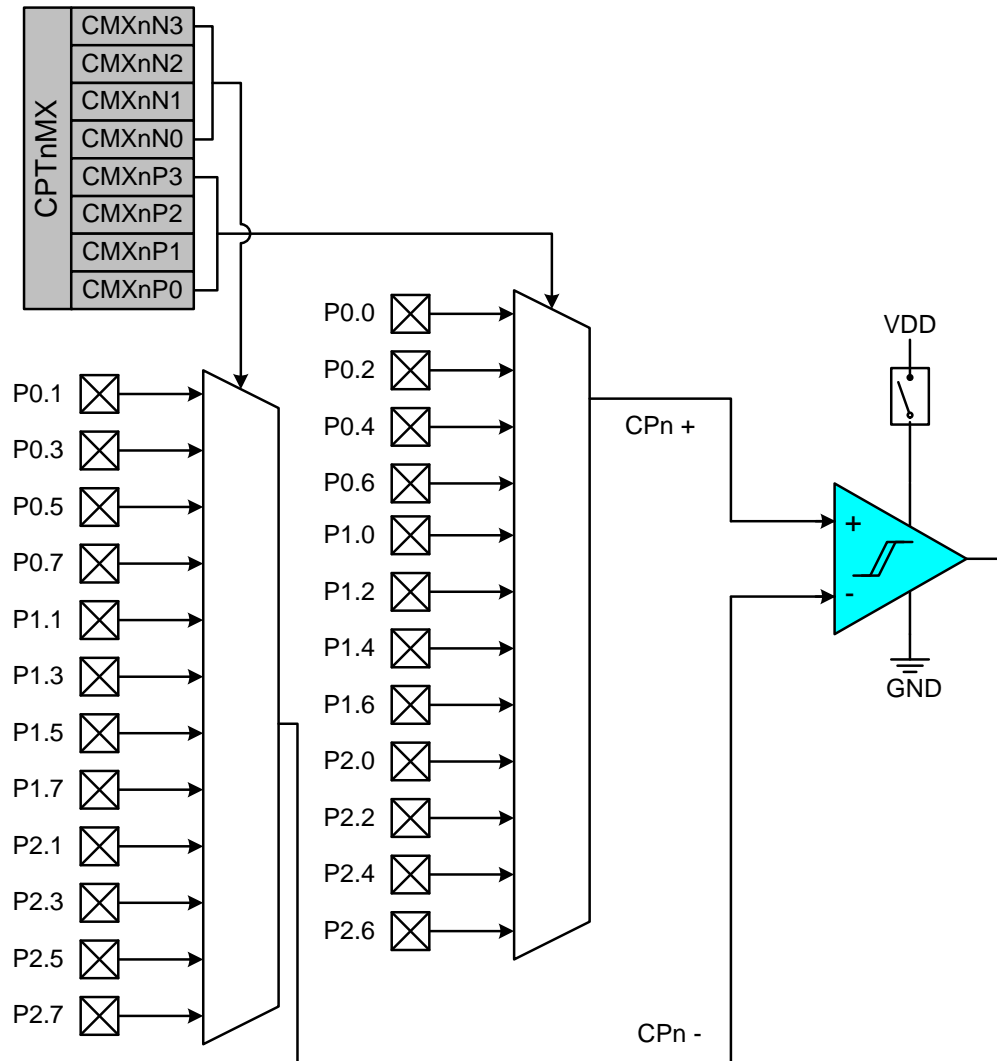 CPTnMX
CMXnN3
CMXnN2
CMXnN1
CMXnN0
CMXnP3
CMXnP2
CMXnP1
CMXnP0
P0.1
P0.3
P0.5
P0.7
P1.1
P1.3
P1.5
P1.7
P2.1
P2.3
P2.5
P2.7
P0.0
P0.2
P0.4
P0.6
P1.0
P1.2
P1.4
P1.6
P2.0
P2.2
P2.4
P2.6
CPn +
CPn -
VDD
+
-
GND